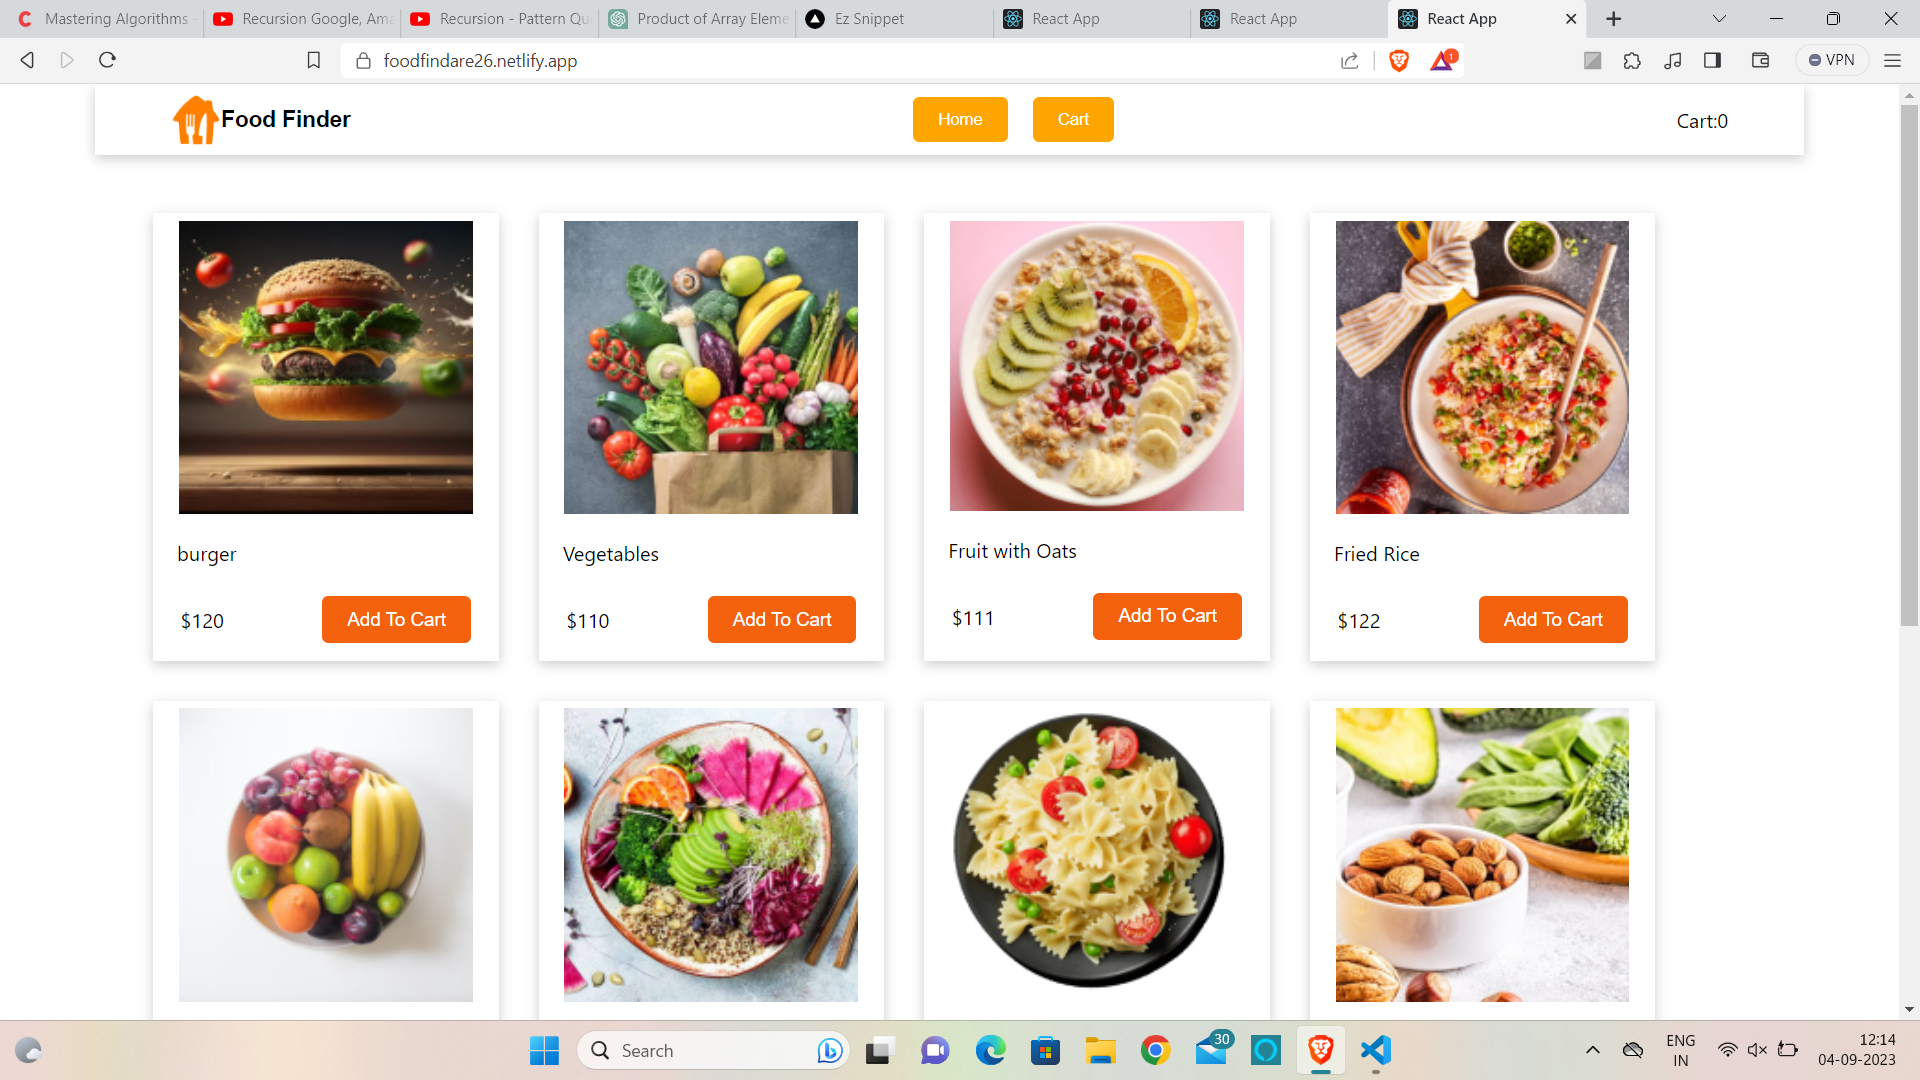 Mastering Algorithms
Recursion Google, Ama
Recursion - Pattern Qu
Product of Array Eleme
Ez Snippet
React App
React App
React App
foodfindare26.netlify.app
1
VPN
Food Finder
Home
Cart
Cart:0
burger
Vegetables
Fruit with Oats
Fried Rice
$120
Add To Cart
$110
Add To Cart
$111
Add To Cart
$122
Add To Cart
Search
30
ENG
IN
12:14
04-09-2023